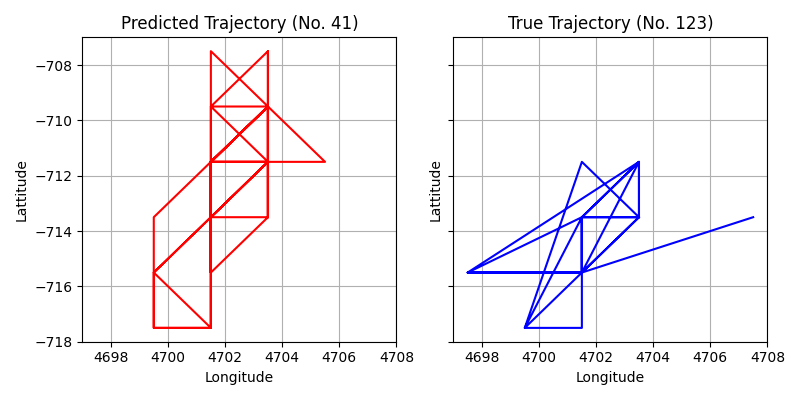 Predicted Trajectory (No. 41)
True Trajectory (No. 123)
−708
−710
−712
−714
−716
−718
Lattitude
Lattitude
4698 4700 4702 4704 4706 4708
4698 4700 4702 4704 4706 4708
Longitude
Longitude